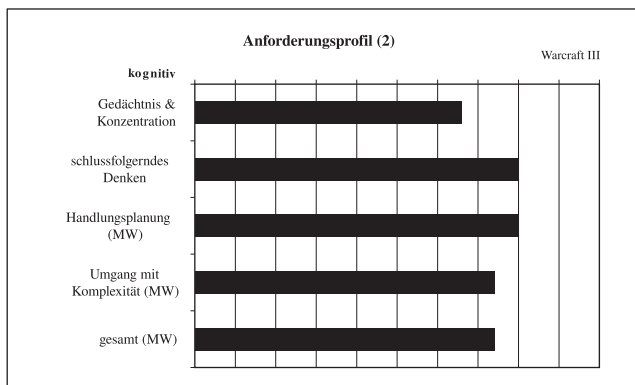 Anforderungsprofil (2)
Warcraft III
kognitiv
Gedächtnis &
Konzentration
schlussfolgerndes
Denken
Handlungsplanung
(MW)
Umgang mit
Komplexität (MW)
gesamt (MW)